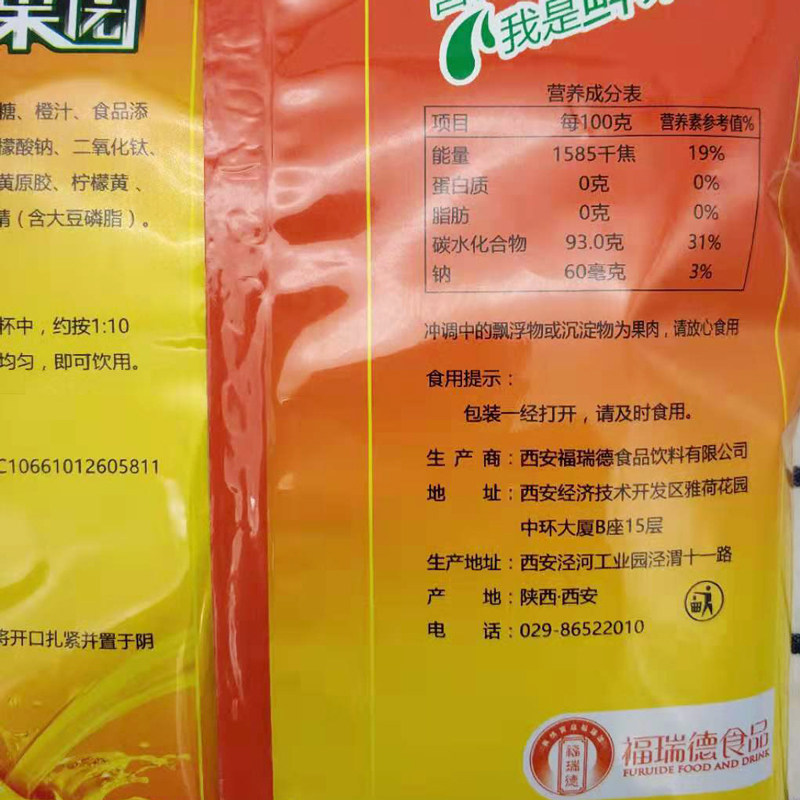 果园
糖、橙汁、食品添
檬酸钠、二氧化钛、
黄原胶、柠檬黄、
精（含大豆磷脂）。
杯中，约按1:10
均匀，即可饮用。
C10661012605811
将开口扎紧并置于阴
我是鲜
营养成分表
项目 每100克 营养素参考值%
能量 1585千焦 19%
蛋白质 0克 0%
脂肪 0克 0%
碳水化合物 93.0克 31%
钠 60毫克 3%
冲调中的飘浮物或沉淀物为果肉，请放心食用
食用提示：
包装一经打开，请及时食用。
生产商：西安福瑞德食品饮料有限公司
地址：西安经济技术开发区雅荷花园
中环大厦B座15层
生产地址：西安泾河工业园泾渭十一路
产地：陕西·西安
电话：029-86522010
福瑞德
福瑞德食品
FURUIDE FOOD AND DRINK